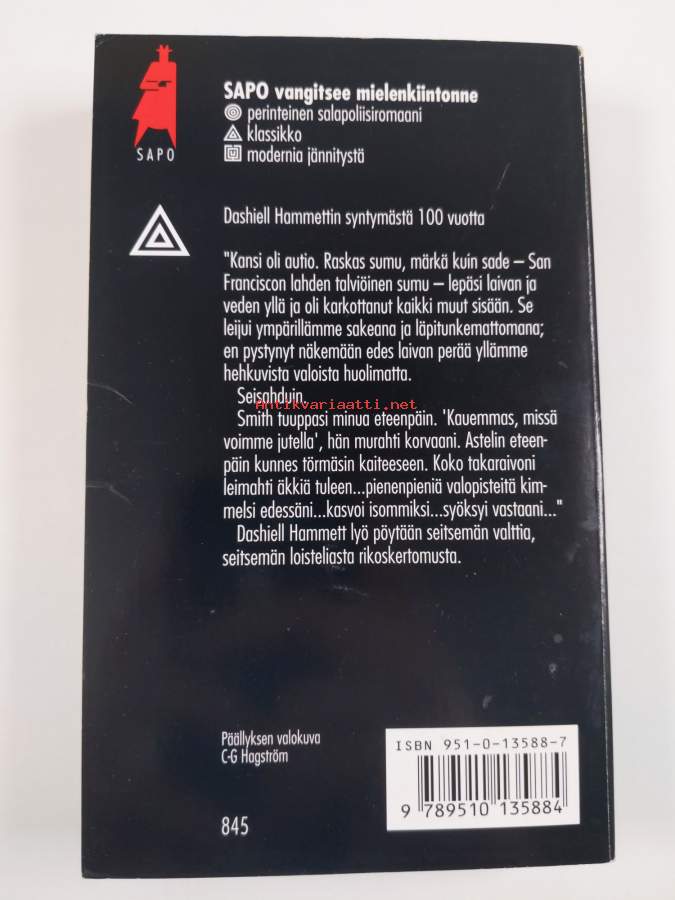 SAPO vangitsee mielenkiintonne
perinteinen salapoliisiromaani
klassikko
modernia jännitystä
SAPO
Dashiell Hammettin syntymästä 100 vuotta
"Kansi oli autio. Raskas sumu, märkä kuin sade – San
Franciscon lahden talviöinen sumu – lepäsi laivan ja
veden yllä ja oli karkottanut kaikki muut sisään. Se
leijui ympärillämme sakeana ja läpitunkemattomana;
en pystynyt näkemään edes laivan perää yllämme
hehkuvista valoista huolimatta.
Seisahduin.
Antikvariaatti.net
Smith tuuppasi minua eteenpäin. 'Kauemmas, missä
voimme jutella', hän murahti korvaani. Astelin eteen-
päin kunnes törmäsin kaiteeseen. Koko takaraivoni
leimahti äkkiä tuleen...pienenpieniä valopisteitä kim-
melsi edessäni...kasvoi isommiksi...syöksyi vastaani..."
Dashiell Hammett lyö pöytään seitsemän valttia,
seitsemän loisteliasta rikoskertomusta.
Päällyksen valokuva
C-G Hagström
ISBN 951-0-13588-7
9 789510 135884
845